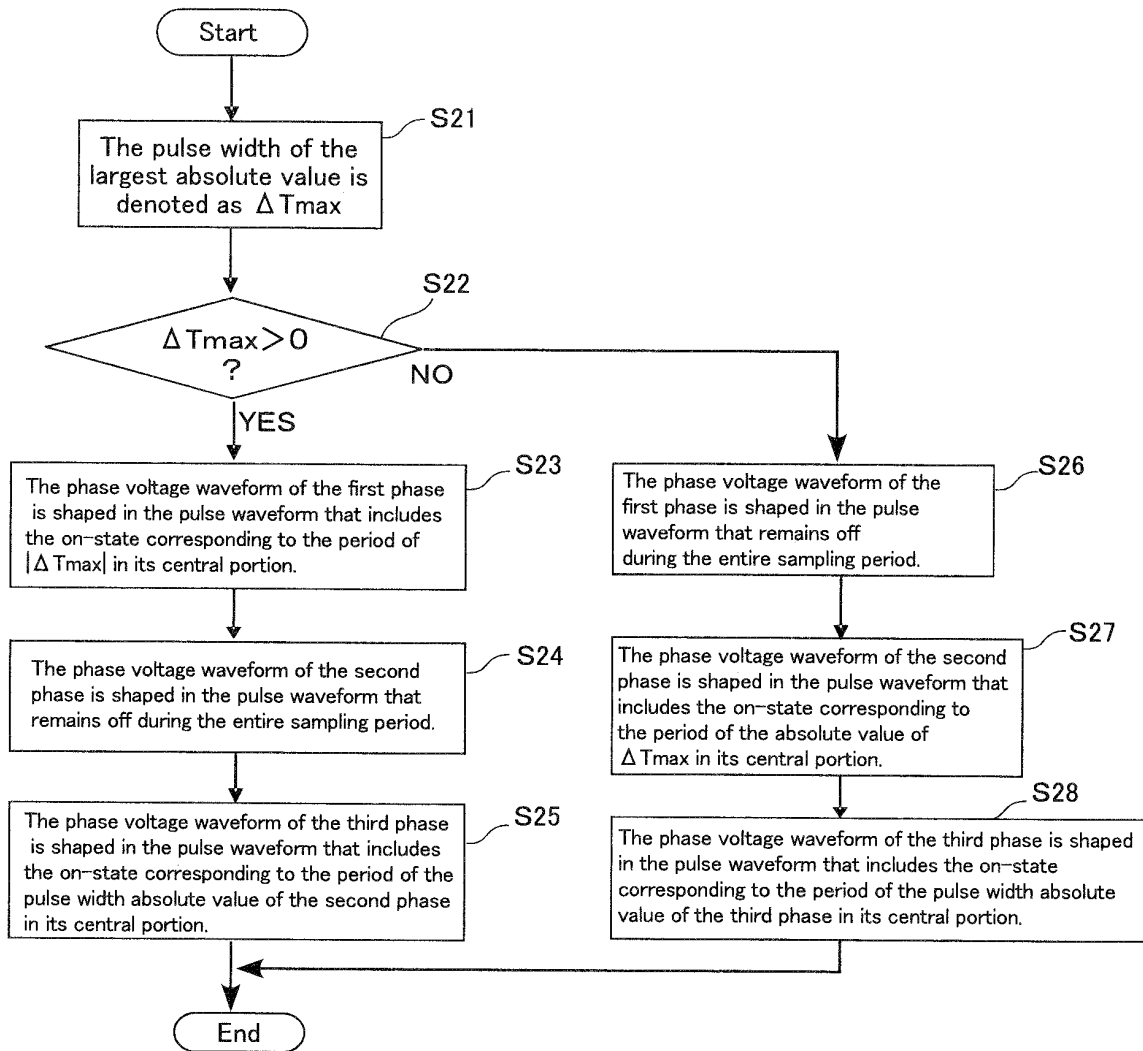 Start
S21
The pulse width of the
largest absolute value is
denoted as ΔTmax
S22
ΔTmax>0
?
NO
YES
S23
The phase voltage waveform of the first phase
is shaped in the pulse waveform that includes
the on-state corresponding to the period of
|ΔTmax| in its central portion.
S24
The phase voltage waveform of the second
phase is shaped in the pulse waveform that
remains off during the entire sampling period.
S25
The phase voltage waveform of the third phase
is shaped in the pulse waveform that includes
the on-state corresponding to the period of the
pulse width absolute value of the second phase
in its central portion.
S26
The phase voltage waveform of the
first phase is shaped in the pulse
waveform that remains off
during the entire sampling period.
S27
The phase voltage waveform of the second
phase is shaped in the pulse waveform that
includes the on-state corresponding to
the period of the absolute value of
ΔTmax in its central portion.
S28
The phase voltage waveform of the third phase is shaped
in the pulse waveform that includes the on-state
corresponding to the period of the pulse width absolute
value of the third phase in its central portion.
End